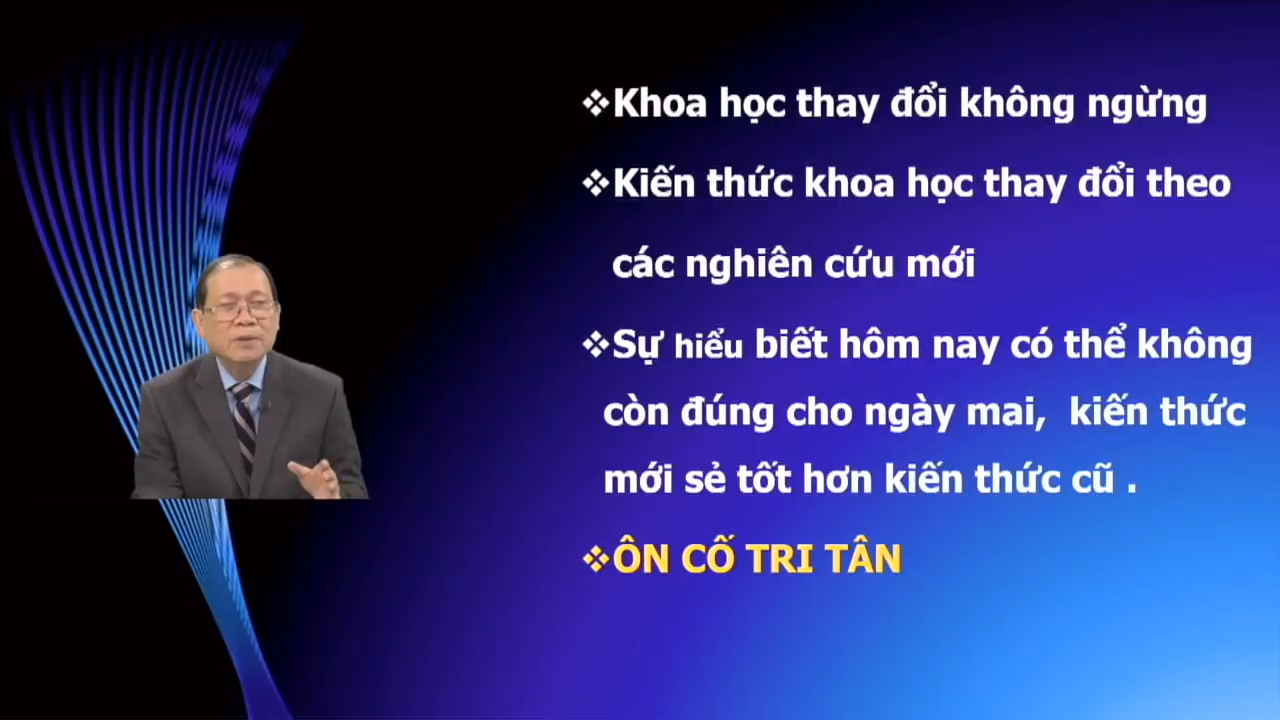 ❖Khoa học thay đổi không ngừng
❖Kiến thức khoa học thay đổi theo
các nghiên cứu mới
❖Sự hiểu biết hôm nay có thể không
còn đúng cho ngày mai, kiến thức
mới sẻ tốt hơn kiến thức cũ .
❖ÔN CỐ TRI TÂN